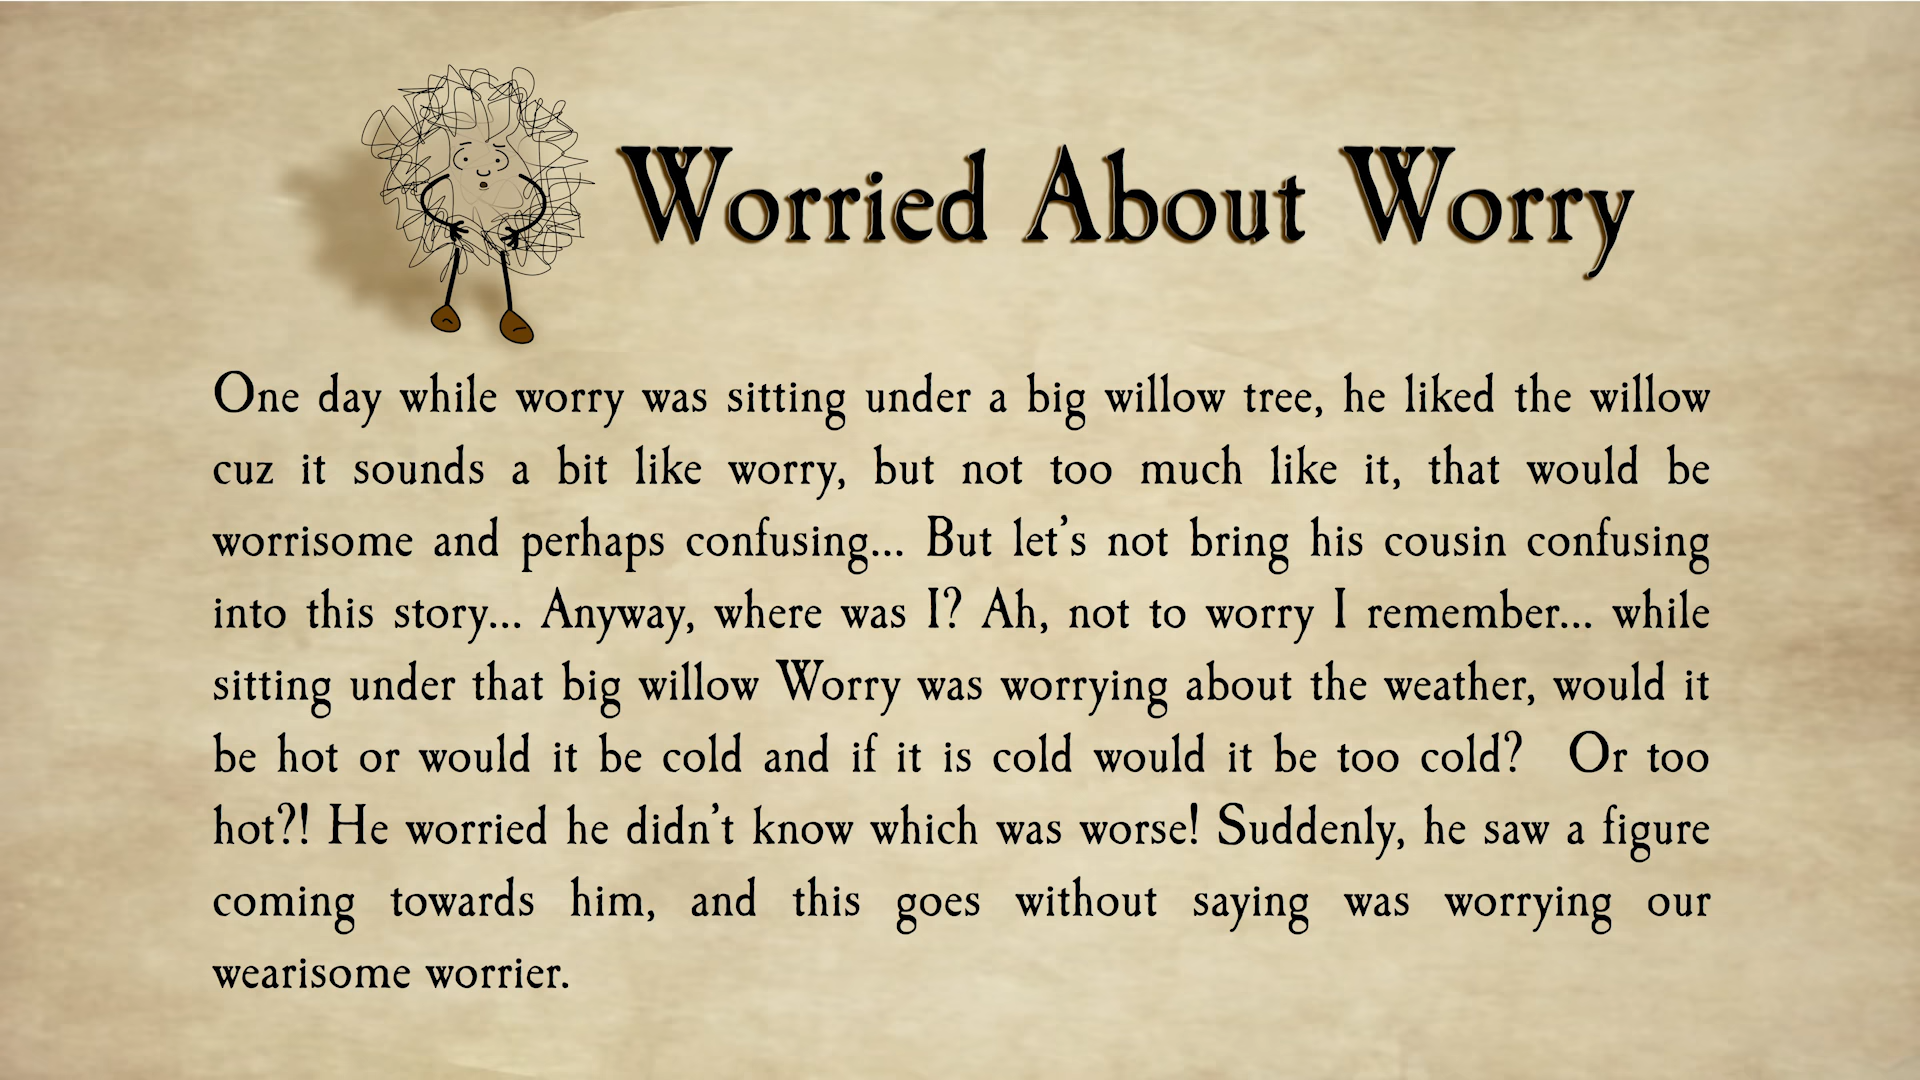 Worried About Worry
One day while worry was sitting under a big willow tree, he liked the willow
cuz it sounds a bit like worry, but not too much like it, that would be
worrisome and perhaps confusing... But let's not bring his cousin confusing
into this story... Anyway, where was I? Ah, not to worry I remember... while
sitting under that big willow Worry was worrying about the weather, would it
be hot or would it be cold and if it is cold would it be too cold?  Or too
hot?! He worried he didn't know which was worse! Suddenly, he saw a figure
coming towards him, and this goes without saying was worrying our
wearisome worrier.